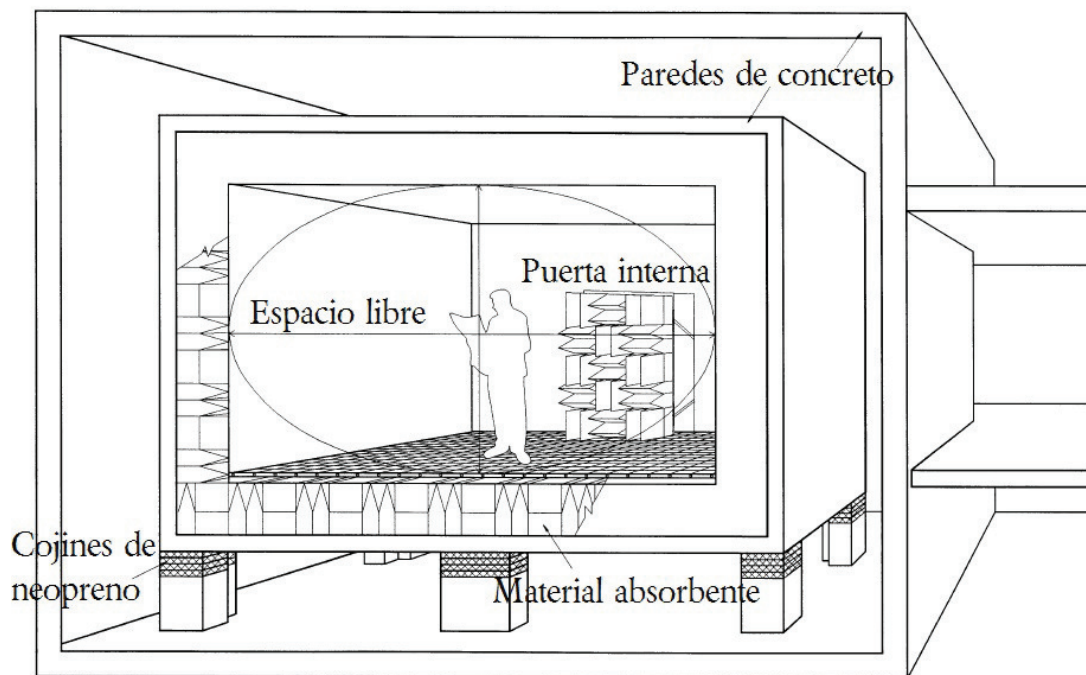 Paredes de concreto
Puerta interna
Espacio libre
Cojines de
neopreno
Material absorbente